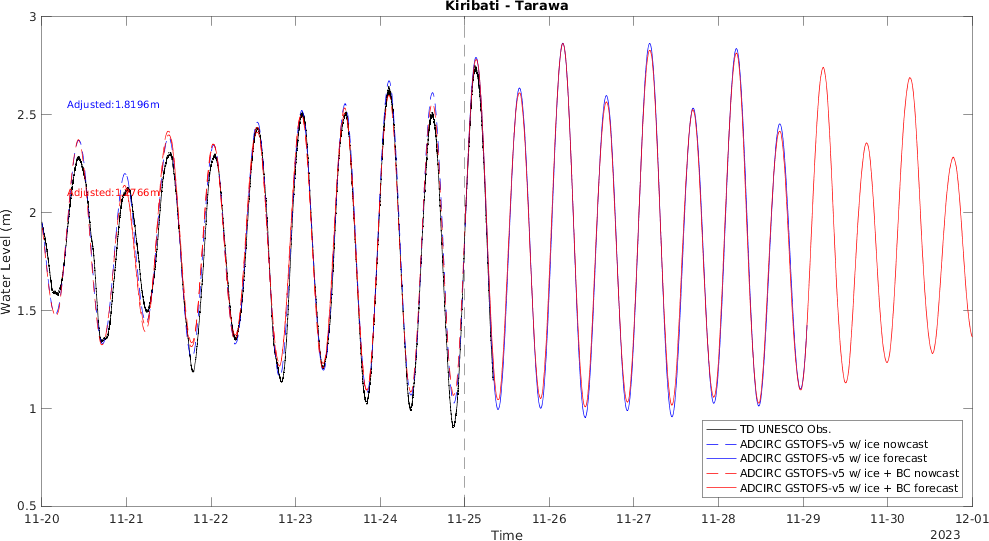 Kiribati - Tarawa
3
2.5
2
1.5
1
0.5
Water Level (m)
Adjusted:1.8196m
11-20
11-21
11-22
11-23
11-24
11-25
11-26
11-27
11-28
11-29
11-30
12-01
Time
2023
TD UNESCO Obs.
ADCIRC GSTOFS-v5 w/ ice nowcast
ADCIRC GSTOFS-v5 w/ ice forecast
ADCIRC GSTOFS-v5 w/ ice + BC nowcast
ADCIRC GSTOFS-v5 w/ ice + BC forecast